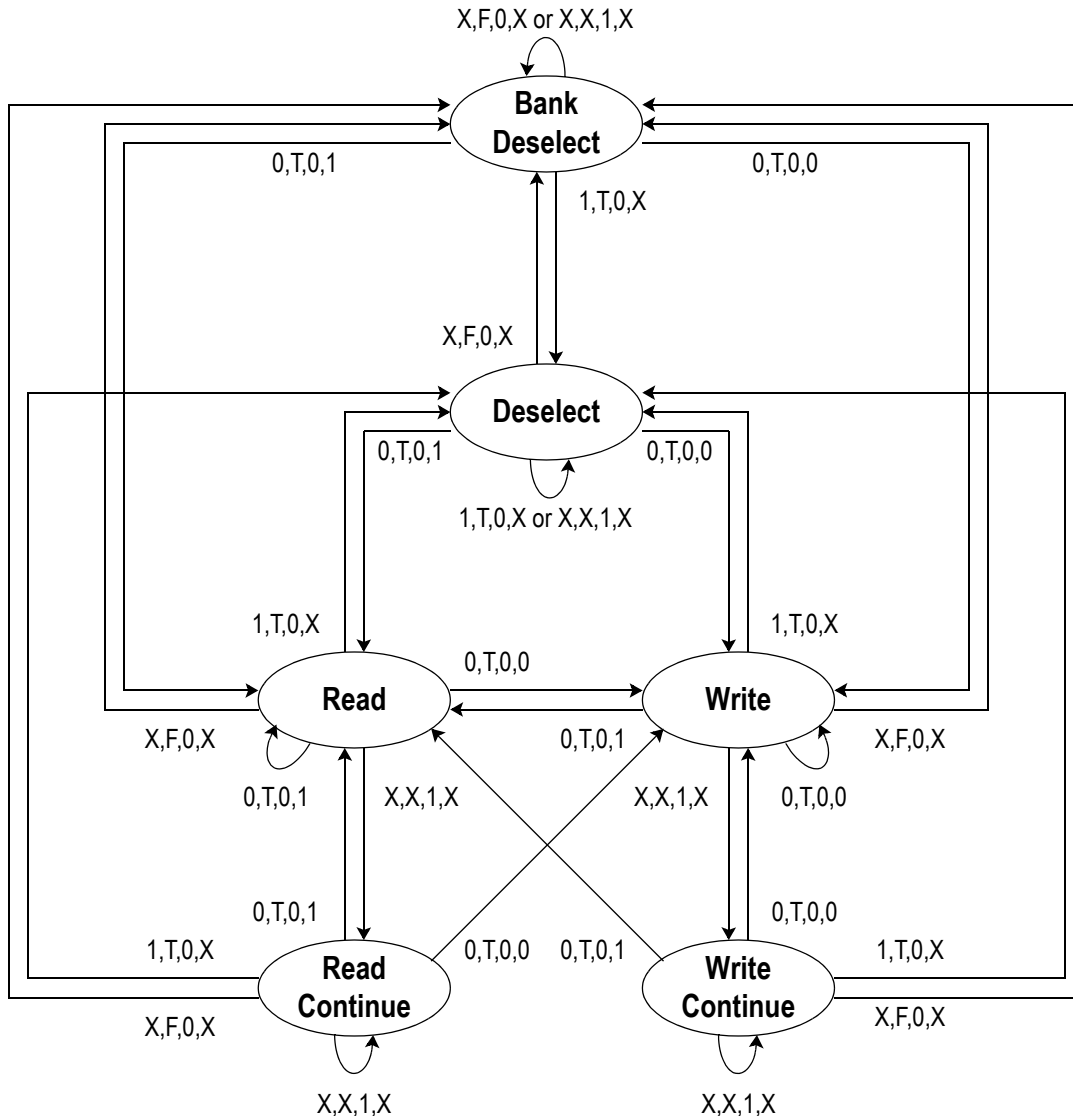 X,F,0,X or X,X,1,X
Bank
Deselect
0,T,0,1
0,T,0,0
1,T,0,X
X,F,0,X
Deselect
0,T,0,1
0,T,0,0
1,T,0,X or X,X,1,X
1,T,0,X
1,T,0,X
0,T,0,0
Read
Write
X,F,0,X
0,T,0,1
X,F,0,X
0,T,0,1
X,X,1,X
X,X,1,X
0,T,0,0
0,T,0,1
0,T,0,0
1,T,0,X
0,T,0,0
0,T,0,1
1,T,0,X
Read
Continue
Write
Continue
X,F,0,X
X,F,0,X
X,X,1,X
X,X,1,X